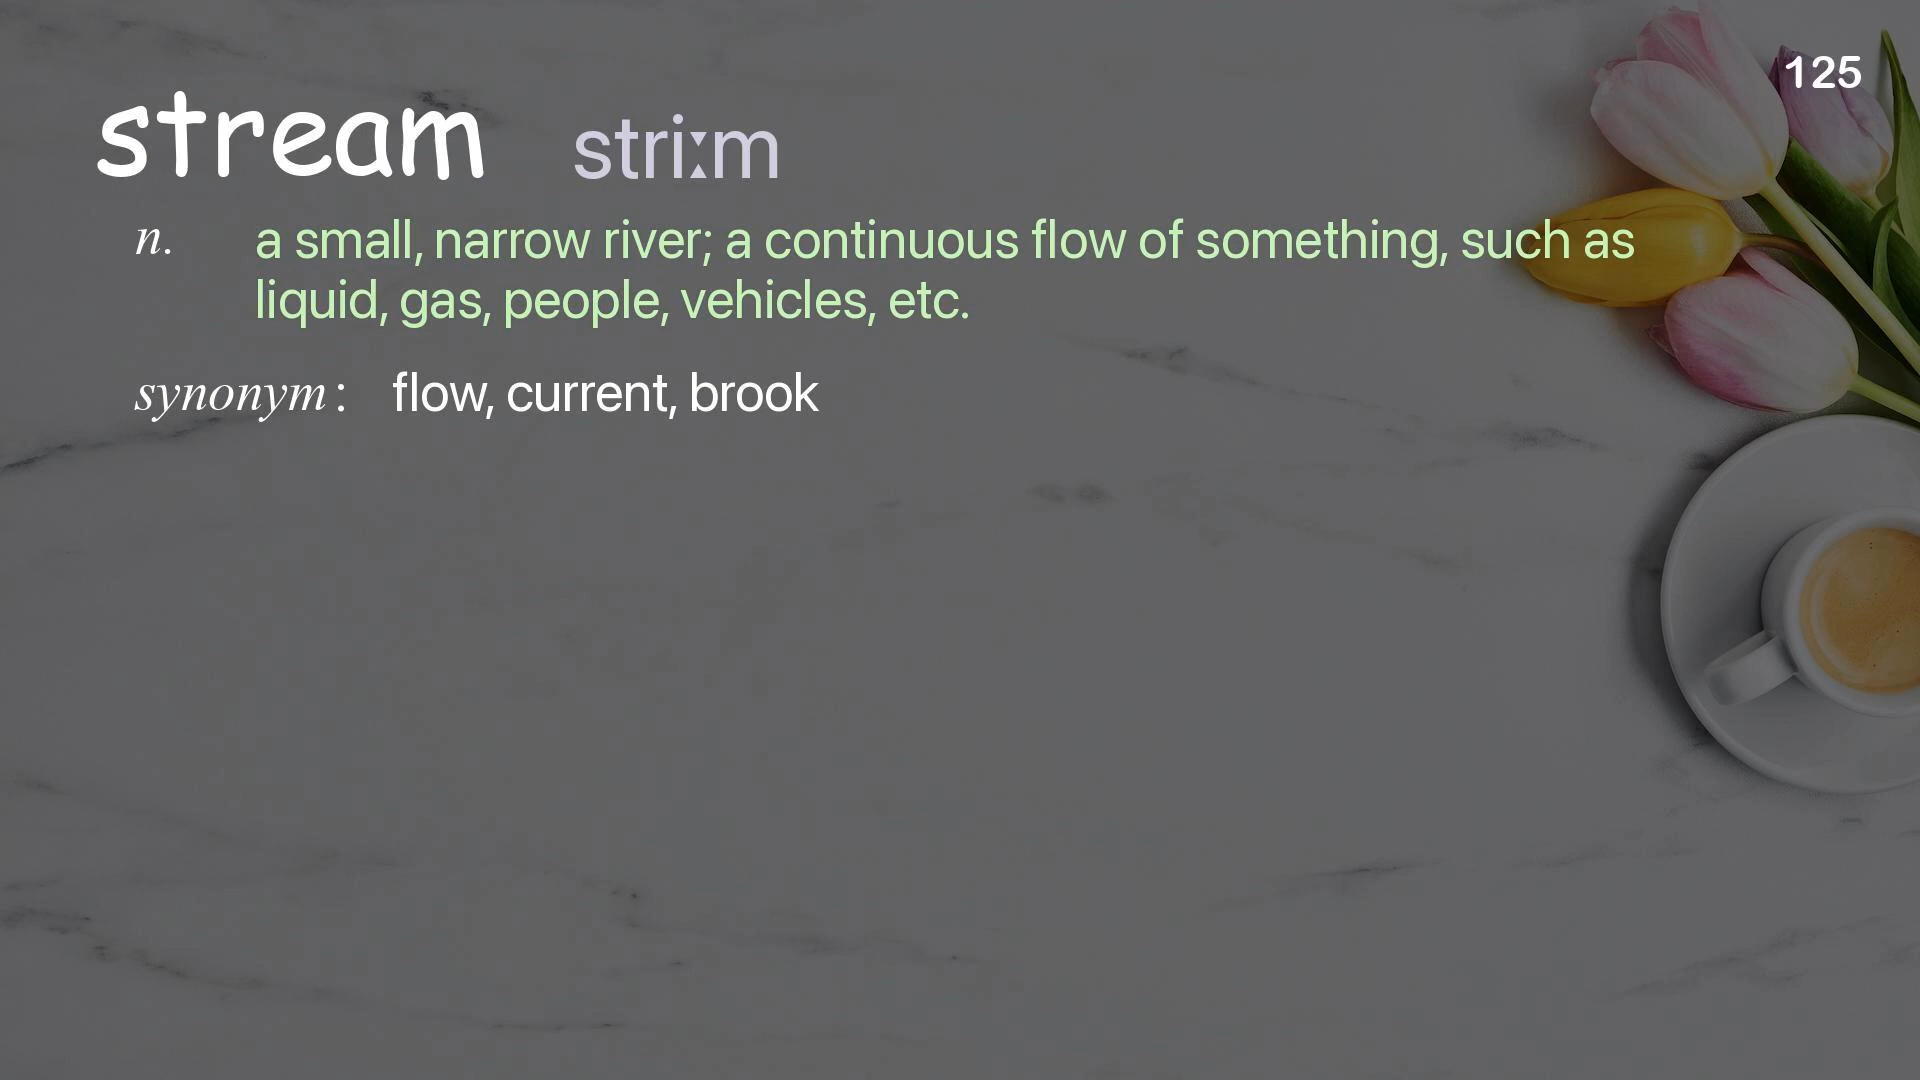 125
stream striːm
n. a small, narrow river; a continuous flow of something, such as
liquid, gas, people, vehicles, etc.
synonym: flow, current, brook